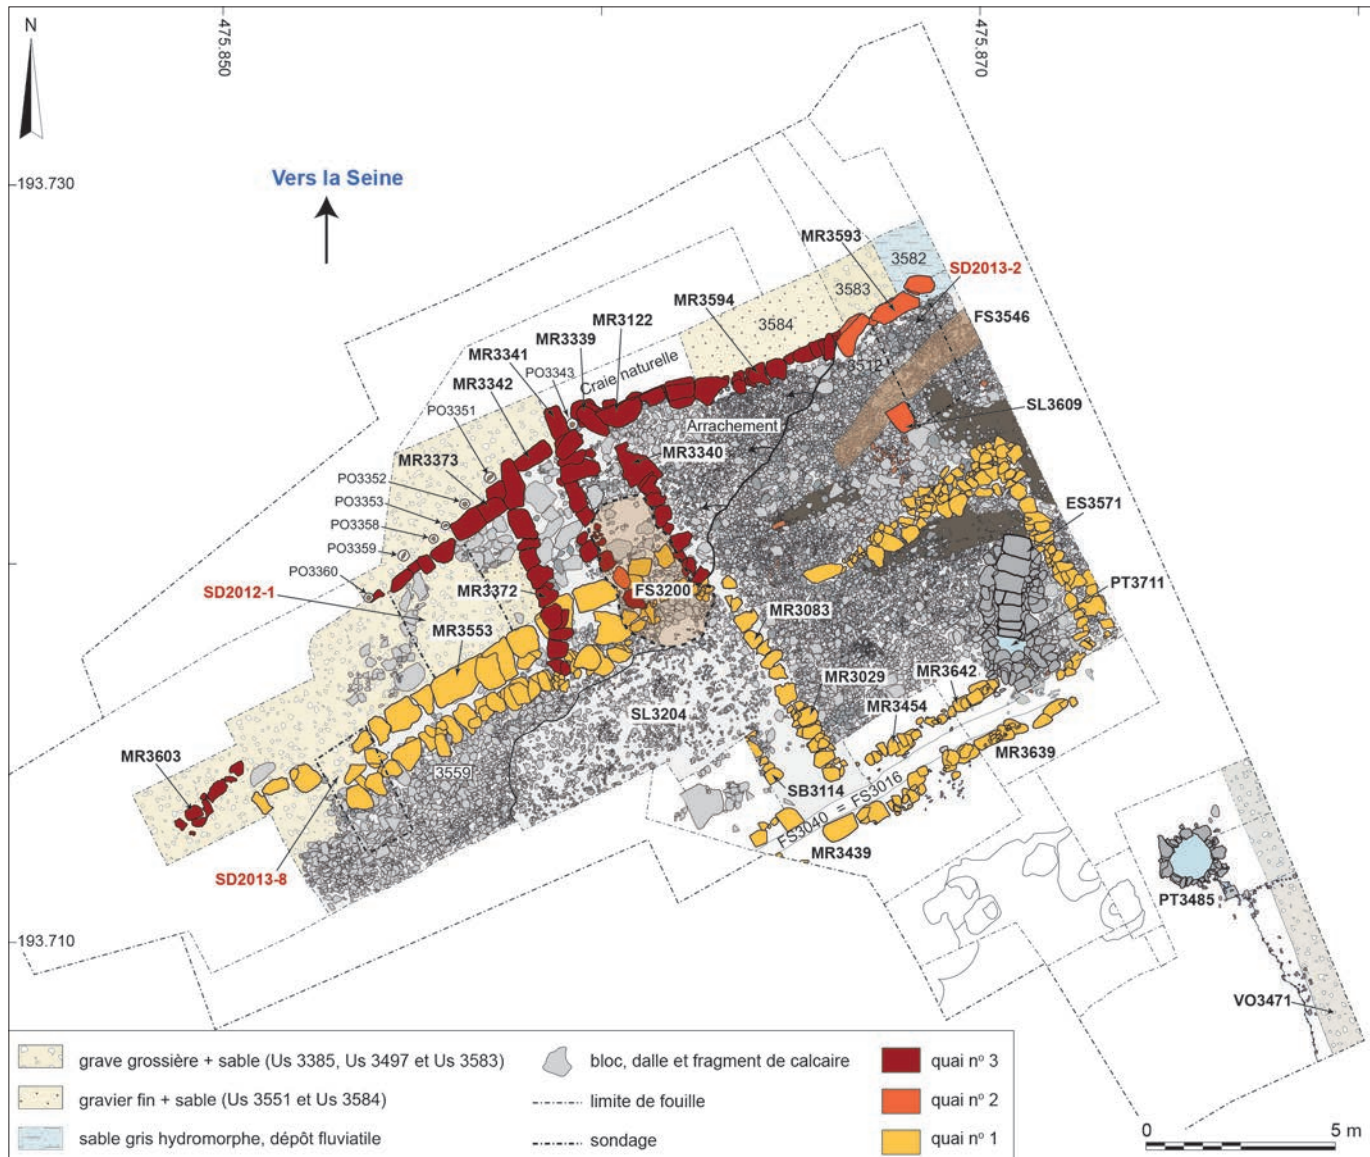 N
475.850
475.870
193.730
Vers la Seine
MR3593
3582
SD2013-2
3583
MR3594
FS3546
3584
MR3122
MR3339
MR3341
PO3343
Craie naturelle
3512
MR3342
SL3609
PO3351
Arrachement
MR3373
MR3340
PO3352
PO3353
ES3571
PO3358
PO3359
PO3360
PT3711
SD2012-1
MR3372
FS3200
MR3083
MR3553
MR3029
MR3642
SL3204
MR3454
MR3603
MR3639
3559
SB3114
FS3040 = FS3016
MR3439
SD2013-8
PT3485
193.710
VO3471
grave grossière + sable (Us 3385, Us 3497 et Us 3583)
gravier fin + sable (Us 3551 et Us 3584)
sable gris hydromorphe, dépôt fluviatile
bloc, dalle et fragment de calcaire
limite de fouille
sondage
quai nº 3
quai nº 2
quai nº 1
0 5 m